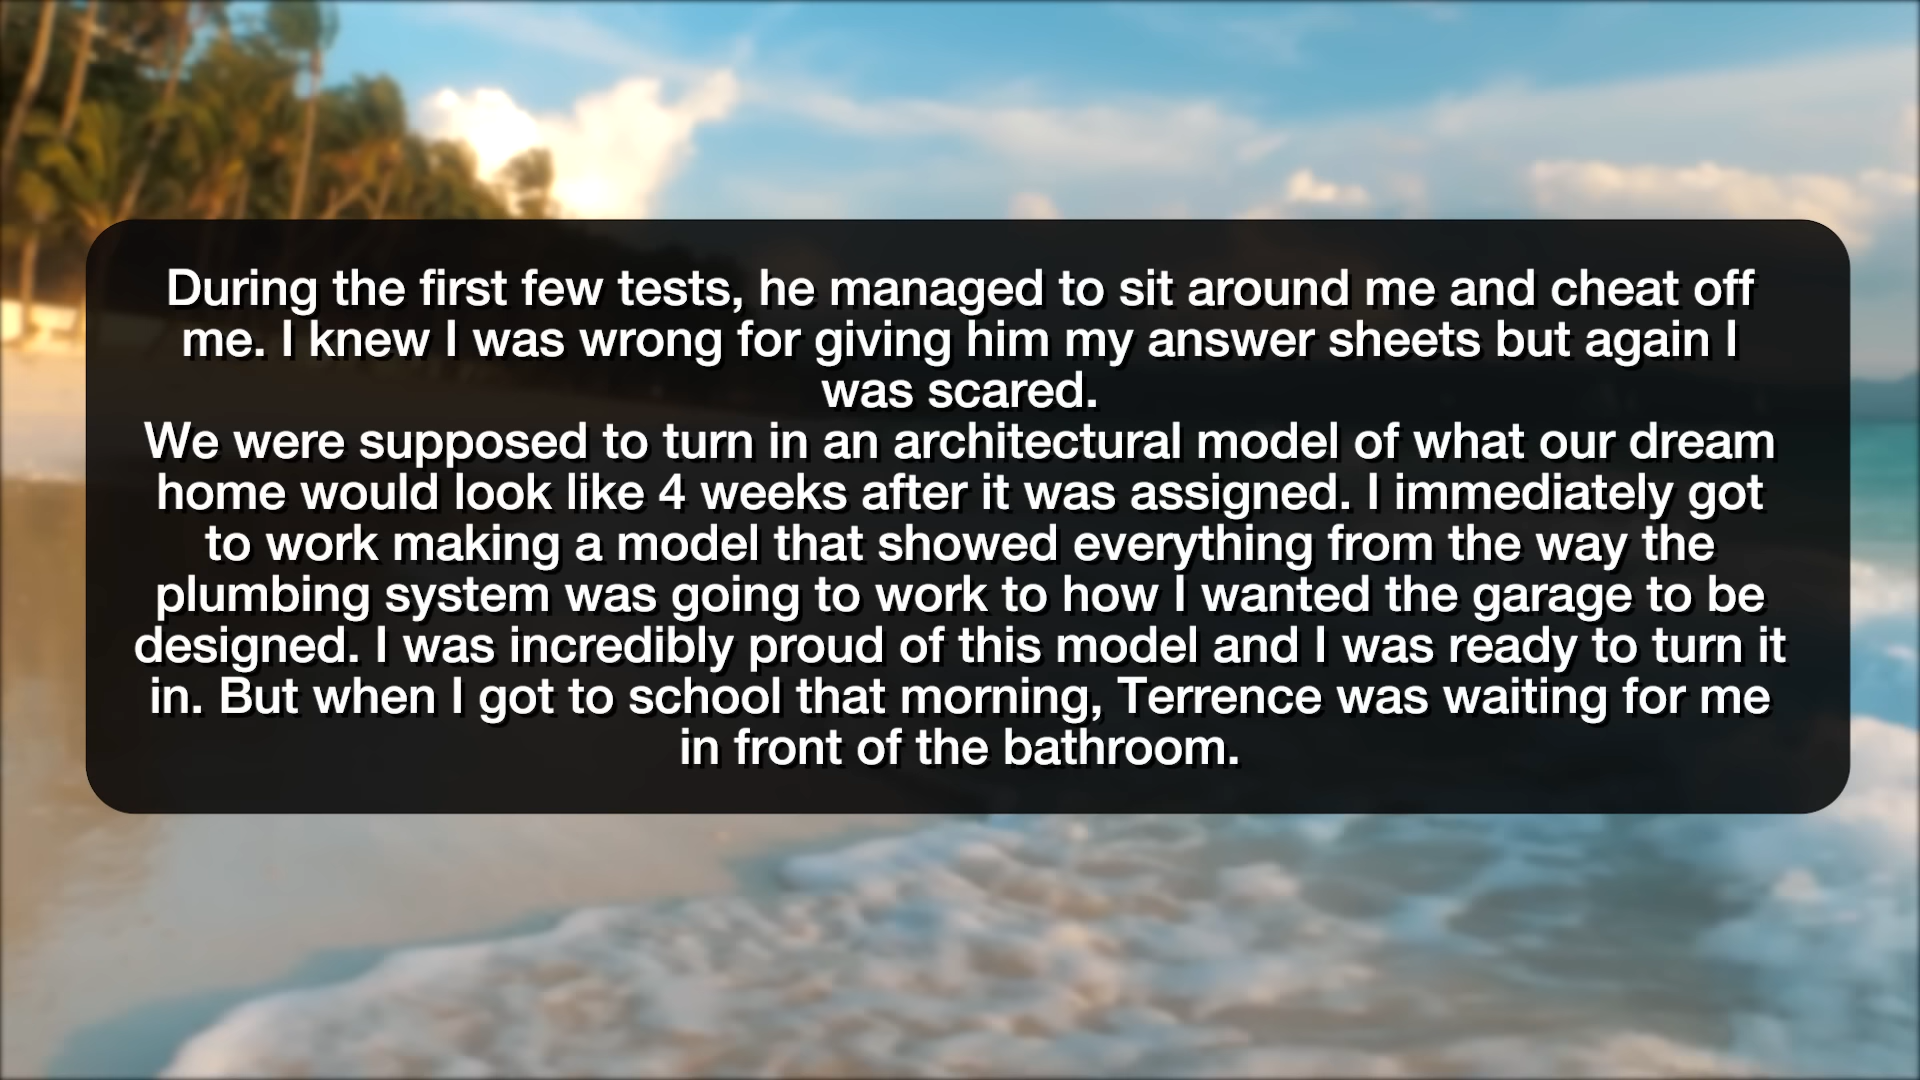 During the first few tests, he managed to sit around me and cheat off
me. I knew I was wrong for giving him my answer sheets but again I
was scared.
We were supposed to turn in an architectural model of what our dream
home would look like 4 weeks after it was assigned. I immediately got
to work making a model that showed everything from the way the
plumbing system was going to work to how I wanted the garage to be
designed. I was incredibly proud of this model and I was ready to turn it
in. But when I got to school that morning, Terrence was waiting for me
in front of the bathroom.